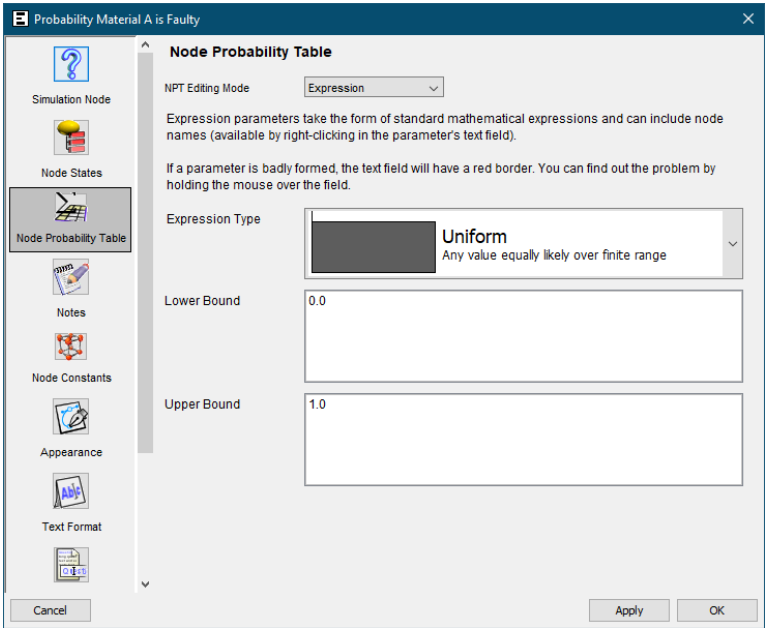 Probability Material A is Faulty
Simulation Node
Node States
Node Probability Table
Notes
Node Constants
Appearance
Text Format
Node Probability Table
NPT Editing Mode
Expression
Expression parameters take the form of standard mathematical expressions and can include node
names (available by right-clicking in the parameter's text field).
If a parameter is badly formed, the text field will have a red border. You can find out the problem by
holding the mouse over the field.
Expression Type
Uniform
Any value equally likely over finite range
Lower Bound
0.0
Upper Bound
1.0
Cancel
Apply
OK